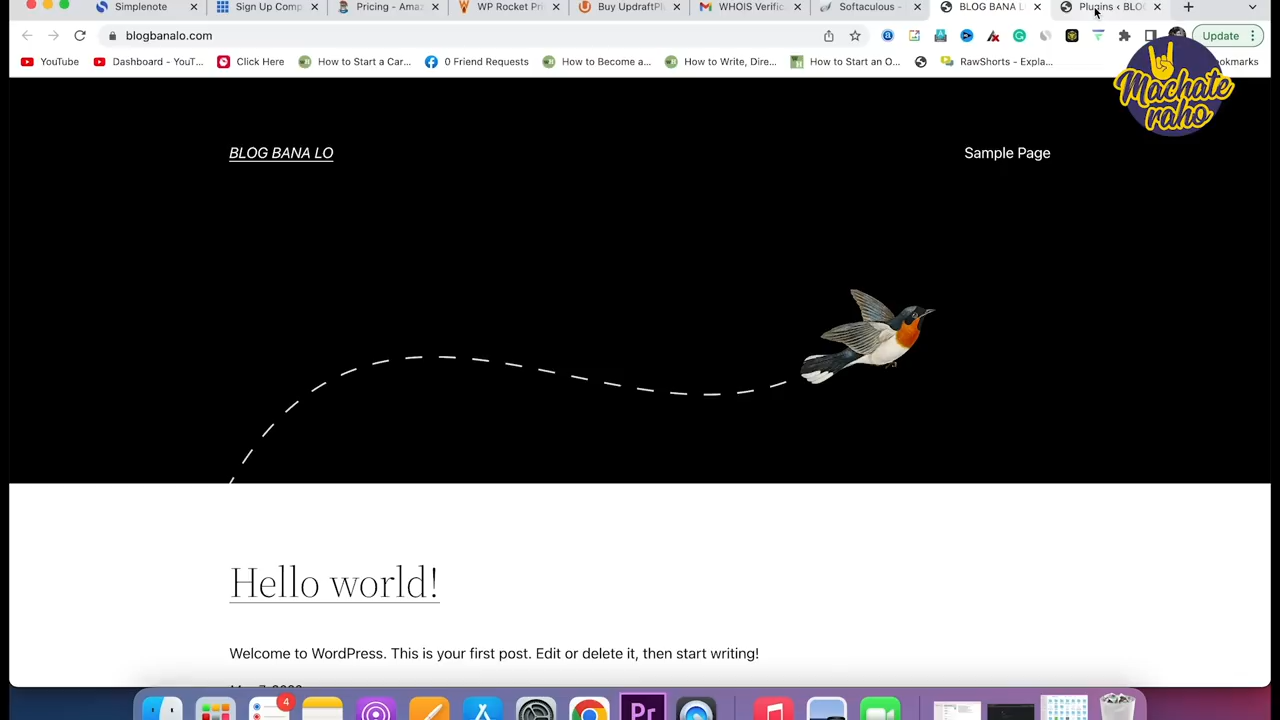 Simplenote
Sign Up Comp
Pricing - Ama
WP Rocket Pri
Buy UpdraftPl
WHOIS Verific
Softaculous -
BLOG BANA L
Plugins ‹ BLO
blogbanalo.com
Update
YouTube
Dashboard - YouT...
Click Here
How to Start a Car...
0 Friend Requests
How to Become a...
How to Write, Dire...
How to Start an O...
RawShorts - Expla...
Machate
raho
BLOG BANA LO
Sample Page
Hello world!
Welcome to WordPress. This is your first post. Edit or delete it, then start writing!
4
Pr